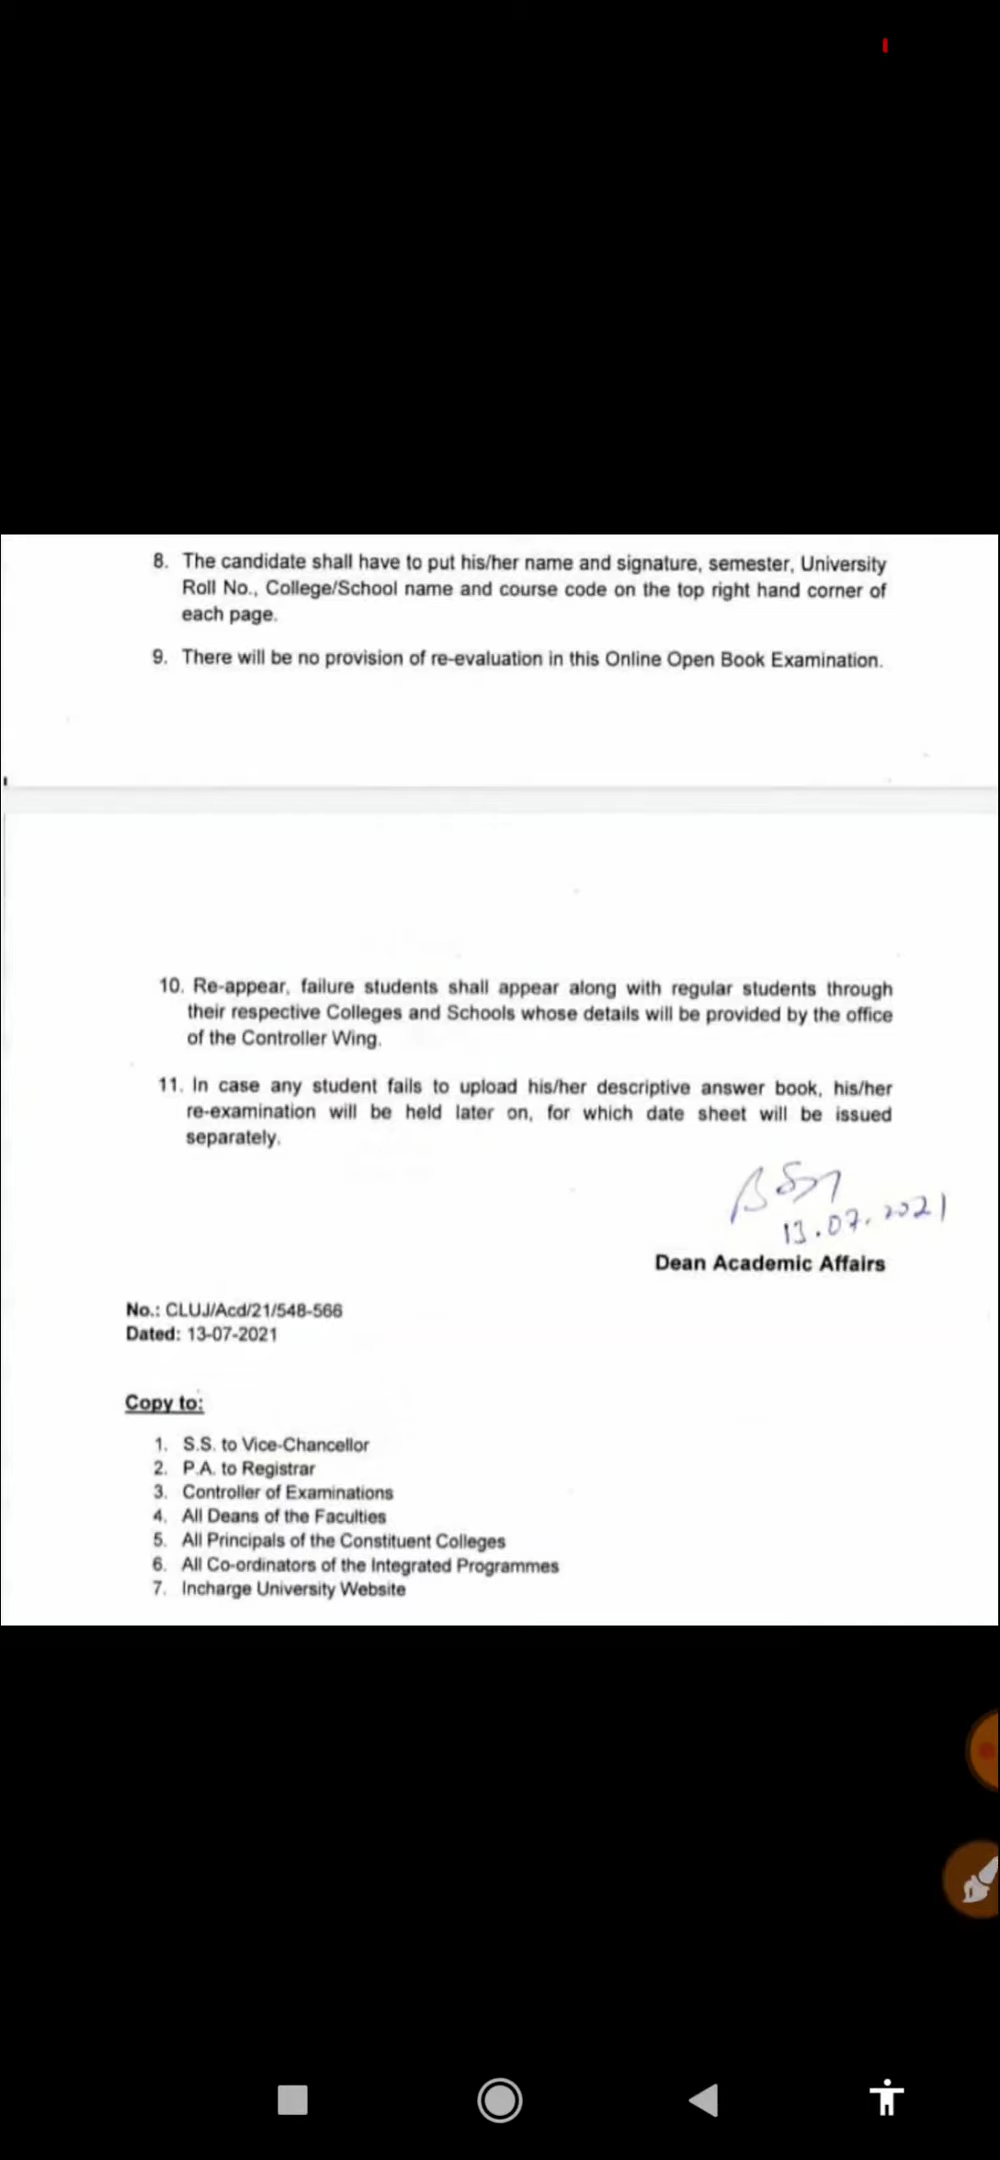 8. The candidate shall have to put his/her name and signature, semester, University
Roll No., College/School name and course code on the top right hand corner of
each page.
9. There will be no provision of re-evaluation in this Online Open Book Examination.
10. Re-appear, failure students shall appear along with regular students through
their respective Colleges and Schools whose details will be provided by the office
of the Controller Wing.
11. In case any student fails to upload his/her descriptive answer book, his/her
re-examination will be held later on, for which date sheet will be issued
separately.
13.07.2021
Dean Academic Affairs
No.: CLUJ/Acd/21/548-566
Dated: 13-07-2021
Copy to:
1. S.S. to Vice-Chancellor
2. P.A. to Registrar
3. Controller of Examinations
4. All Deans of the Faculties
5. All Principals of the Constituent Colleges
6. All Co-ordinators of the Integrated Programmes
7. Incharge University Website